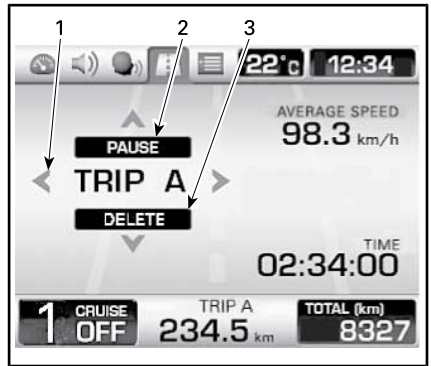 1 2 3
22°c 12:34
AVERAGE SPEED
98.3 km/h
PAUSE
TRIP A
DELETE
TIME
02:34:00
1 CRUISE OFF
TRIP A
234.5 km
TOTAL (km)
8327